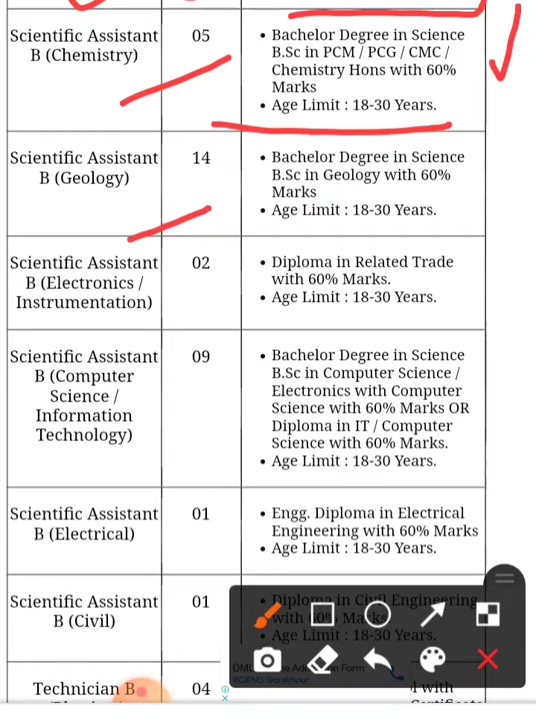 Scientific Assistant
B (Chemistry)
05
• Bachelor Degree in Science
B.Sc in PCM / PCG / CMC /
Chemistry Hons with 60%
Marks
• Age Limit : 18-30 Years.
Scientific Assistant
B (Geology)
14
• Bachelor Degree in Science
B.Sc in Geology with 60%
Marks
• Age Limit : 18-30 Years.
Scientific Assistant
B (Electronics /
Instrumentation)
02
• Diploma in Related Trade
with 60% Marks.
• Age Limit : 18-30 Years.
Scientific Assistant
B (Computer
Science /
Information
Technology)
09
• Bachelor Degree in Science
B.Sc in Computer Science /
Electronics with Computer
Science with 60% Marks OR
Diploma in IT / Computer
Science with 60% Marks.
• Age Limit : 18-30 Years.
Scientific Assistant
B (Electrical)
01
• Engg. Diploma in Electrical
Engineering with 60% Marks
• Age Limit : 18-30 Years.
Scientific Assistant
B (Civil)
01
• Diploma in Civil Engineering
with 60% Marks.
• Age Limit : 18-30 Years.
Technician B
04
with